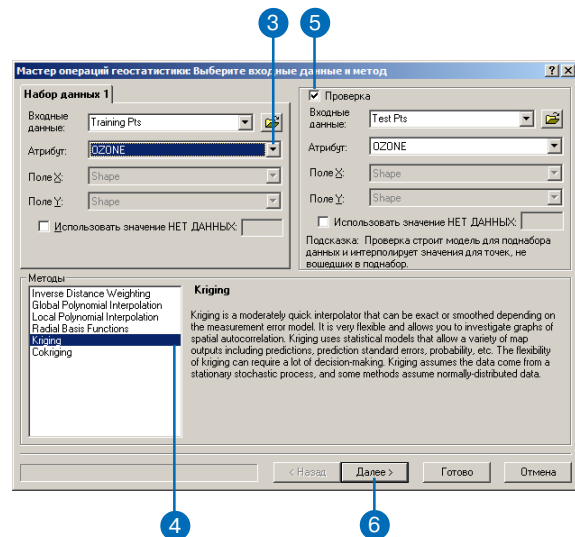 3 5
Мастер операций геостатистики: Выберите входные данные и метод
Набор данных 1
Входные данные: Training Pts
Атрибут: OZONE
Поле X: Shape
Поле Y: Shape
Использовать значение НЕТ ДАННЫХ:
Проверка
Входные данные: Test Pts
Атрибут: OZONE
Поле X: Shape
Поле Y: Shape
Использовать значение НЕТ ДАННЫХ:
Подсказка: Проверка строит модель для поднабора
данных и интерполирует значения для точек, не
вошедших в поднабор.
Методы
Inverse Distance Weighting
Global Polynomial Interpolation
Local Polynomial Interpolation
Radial Basis Functions
Kriging
Cokriging
Kriging
Kriging is a moderately quick interpolator that can be exact or smoothed depending on
the measurement error model. It is very flexible and allows you to investigate graphs of
spatial autocorrelation. Kriging uses statistical models that allow a variety of map
outputs including predictions, prediction standard errors, probability, etc. The flexibility
of kriging can require a lot of decision-making. Kriging assumes the data come from a
stationary stochastic process, and some methods assume normally-distributed data.
< Назад Далее > Готово Отмена
4 6